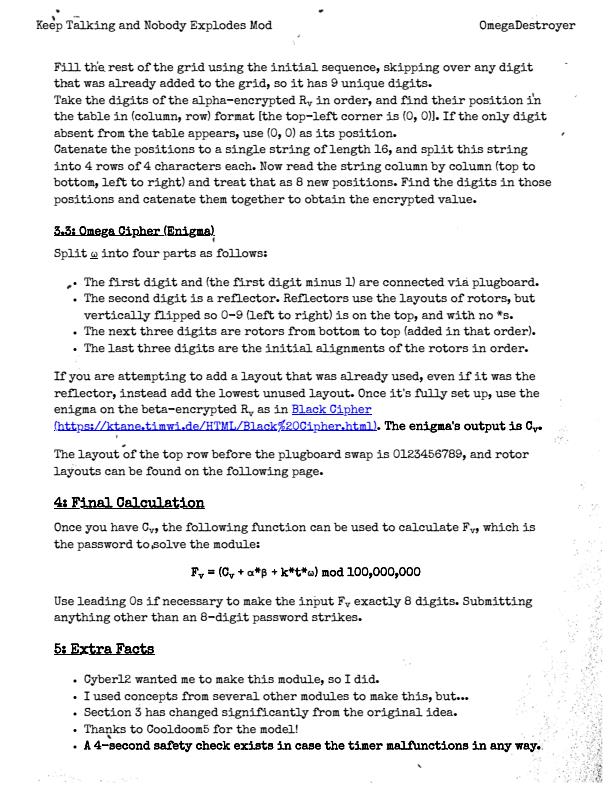 Keep Talking and Nobody Explodes Mod OmegaDestroyer
Fill the rest of the grid using the initial sequence, skipping over any digit
that was already added to the grid, so it has 9 unique digits.
Take the digits of the alpha-encrypted Rᵥ in order, and find their position in
the table in (column, row) format [the top-left corner is (0, 0)]. If the only digit
absent from the table appears, use (0, 0) as its position.
Catenate the positions to a single string of length 16, and split this string
into 4 rows of 4 characters each. Now read the string column by column (top to
bottom, left to right) and treat that as 8 new positions. Find the digits in those
positions and catenate them together to obtain the encrypted value.
3.3: Omega Cipher (Enigma)
Split ω into four parts as follows:
• The first digit and (the first digit minus 1) are connected via plugboard.
• The second digit is a reflector. Reflectors use the layouts of rotors, but
vertically flipped so 0-9 (left to right) is on the top, and with no *s.
• The next three digits are rotors from bottom to top (added in that order).
• The last three digits are the initial alignments of the rotors in order.
If you are attempting to add a layout that was already used, even if it was the
reflector, instead add the lowest unused layout. Once it's fully set up, use the
enigma on the beta-encrypted Rᵥ as in Black Cipher
(https://ktane.timwi.de/HTML/Black%20Cipher.html). The enigma's output is Cᵥ.
The layout of the top row before the plugboard swap is 0123456789, and rotor
layouts can be found on the following page.
4: Final Calculation
Once you have Cᵥ, the following function can be used to calculate Fᵥ, which is
the password to solve the module:
Fᵥ = (Cᵥ + α*β + k*t*ω) mod 100,000,000
Use leading 0s if necessary to make the input Fᵥ exactly 8 digits. Submitting
anything other than an 8-digit password strikes.
5: Extra Facts
• Cyber12 wanted me to make this module, so I did.
• I used concepts from several other modules to make this, but...
• Section 3 has changed significantly from the original idea.
• Thanks to Cooldoom5 for the model!
• A 4-second safety check exists in case the timer malfunctions in any way.